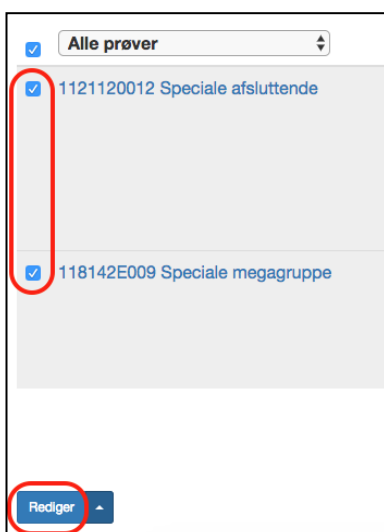 Alle prøver
1121120012 Speciale afsluttende
118142E009 Speciale megagruppe
Rediger